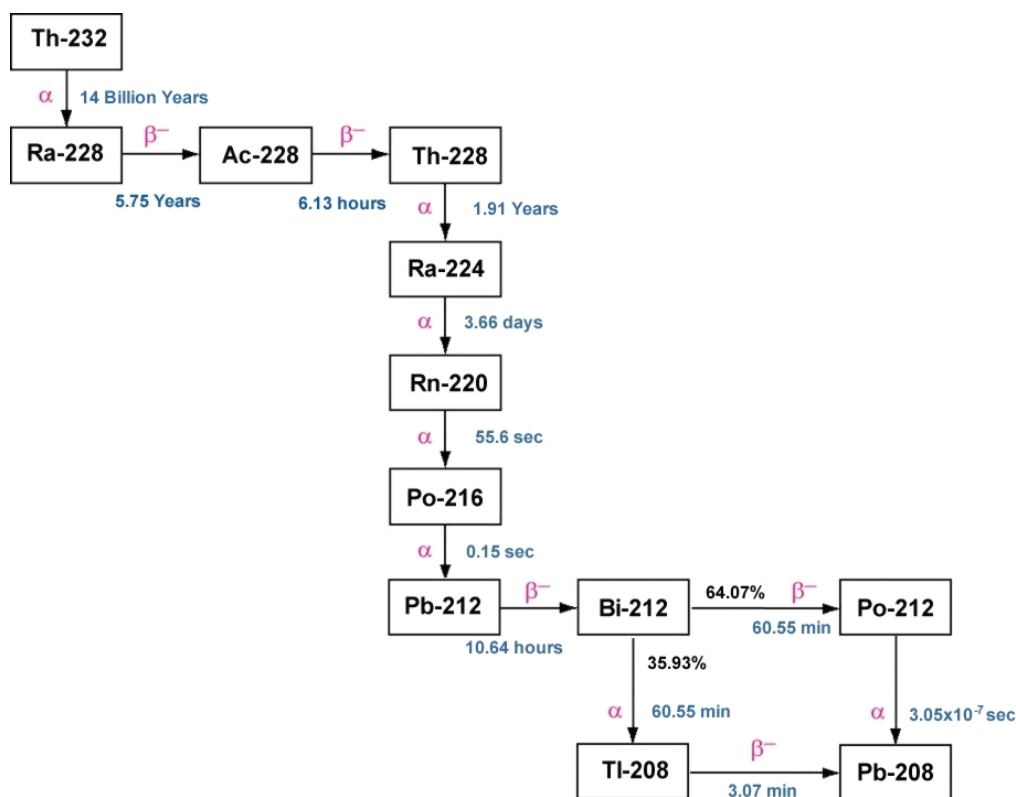 Th-232
α 14 Billion Years
Ra-228 β⁻ Ac-228 β⁻ Th-228
5.75 Years 6.13 hours α 1.91 Years
Ra-224
α 3.66 days
Rn-220
α 55.6 sec
Po-216
α 0.15 sec
Pb-212 β⁻ Bi-212 64.07% β⁻ Po-212
10.64 hours 60.55 min
35.93%
α 60.55 min α 3.05x10⁻⁷ sec
Tl-208 β⁻ Pb-208
3.07 min